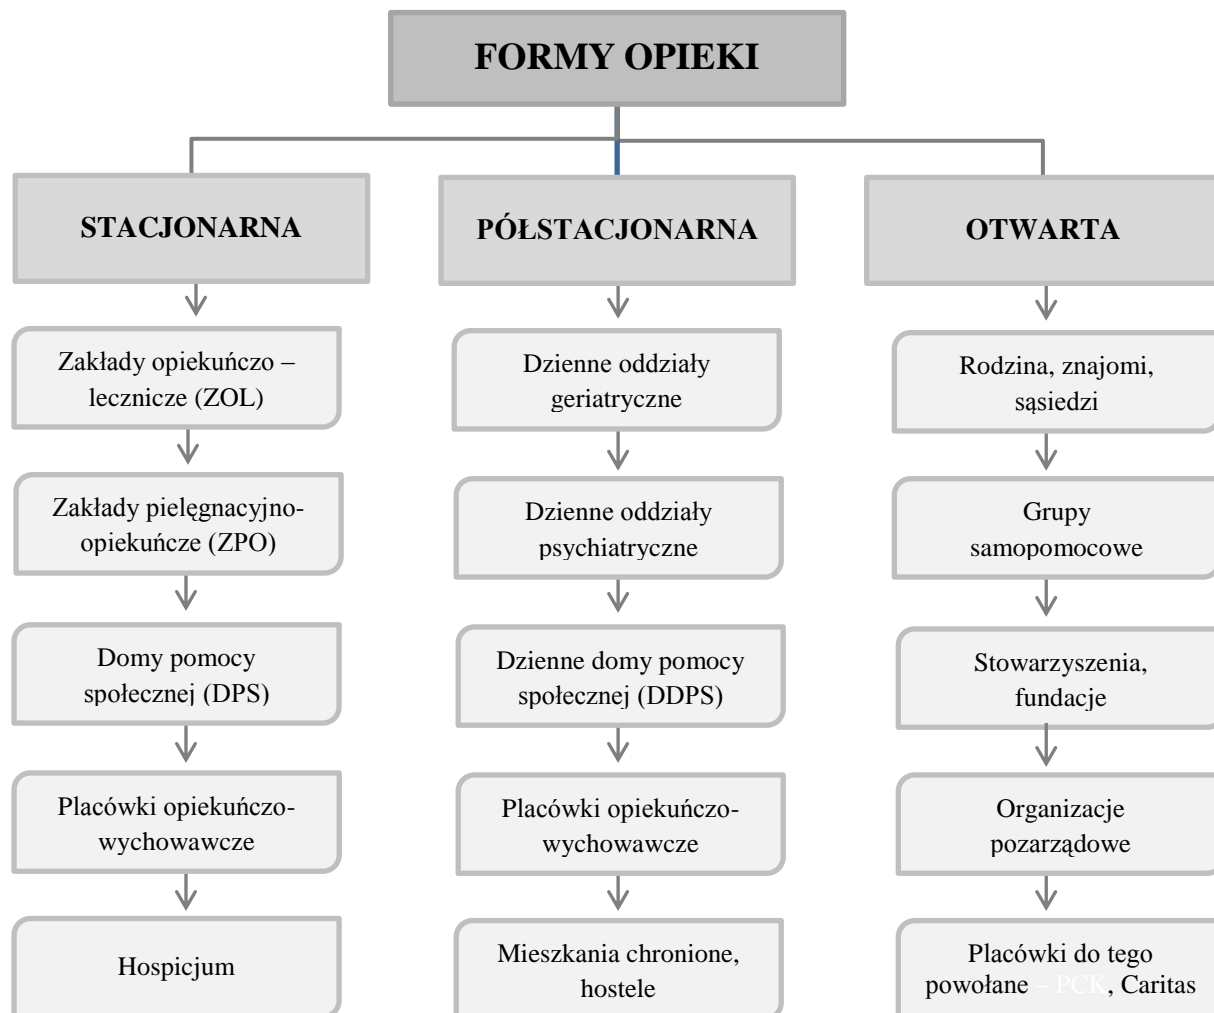 FORMY OPIEKI
STACJONARNA
Zakłady opiekuńczo –
lecznicze (ZOL)
Zakłady pielęgnacyjno-
opiekuńcze (ZPO)
Domy pomocy
społecznej (DPS)
Placówki opiekuńczo-
wychowawcze
Hospicjum
PÓŁSTACJONARNA
Dzienne oddziały
geriatryczne
Dzienne oddziały
psychiatryczne
Dzienne domy pomocy
społecznej (DDPS)
Placówki opiekuńczo-
wychowawcze
Mieszkania chronione,
hostele
OTWARTA
Rodzina, znajomi,
sąsiedzi
Grupy
samopomocowe
Stowarzyszenia,
fundacje
Organizacje
pozarządowe
Placówki do tego
powołane – PCK, Caritas